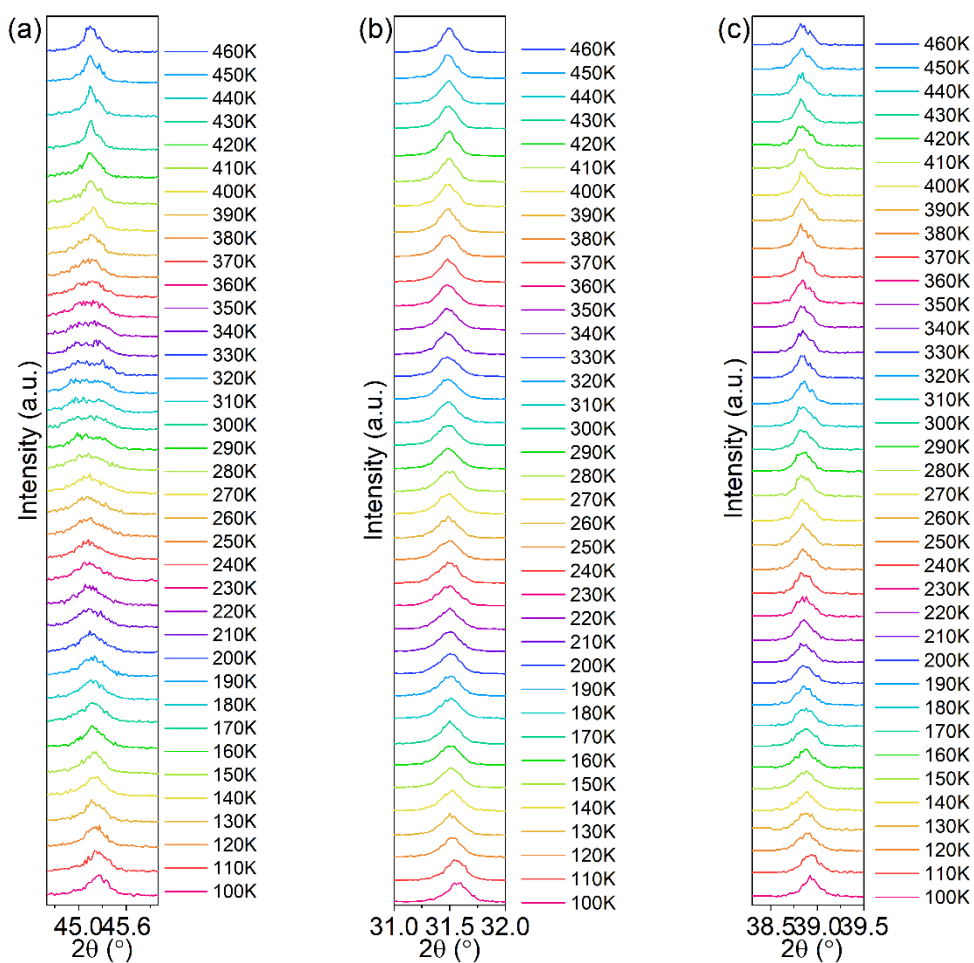 (a)
460K
450K
440K
430K
420K
410K
400K
390K
380K
370K
360K
350K
340K
330K
320K
310K
300K
290K
280K
270K
260K
250K
240K
230K
220K
210K
200K
190K
180K
170K
160K
150K
140K
130K
120K
110K
100K
Intensity (a.u.)
45.0 45.6
2θ (°)
(b)
460K
450K
440K
430K
420K
410K
400K
390K
380K
370K
360K
350K
340K
330K
320K
310K
300K
290K
280K
270K
260K
250K
240K
230K
220K
210K
200K
190K
180K
170K
160K
150K
140K
130K
120K
110K
100K
Intensity (a.u.)
31.0 31.5 32.0
2θ (°)
(c)
460K
450K
440K
430K
420K
410K
400K
390K
380K
370K
360K
350K
340K
330K
320K
310K
300K
290K
280K
270K
260K
250K
240K
230K
220K
210K
200K
190K
180K
170K
160K
150K
140K
130K
120K
110K
100K
Intensity (a.u.)
38.5 39.0 39.5
2θ (°)